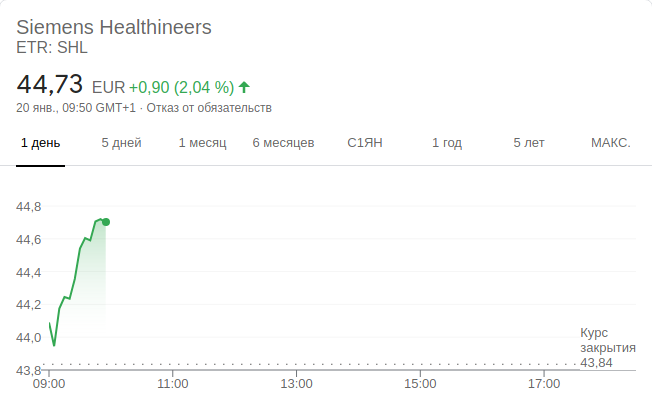 Siemens Healthineers
ETR: SHL
44,73 EUR +0,90 (2,04 %)
20 янв., 09:50 GMT+1 · Отказ от обязательств
1 день 5 дней 1 месяц 6 месяцев С1ЯН 1 год 5 лет МАКС.
44,8
44,6
44,4
44,2
44,0
Курс
закрытия
43,84
43,8
09:00 11:00 13:00 15:00 17:00